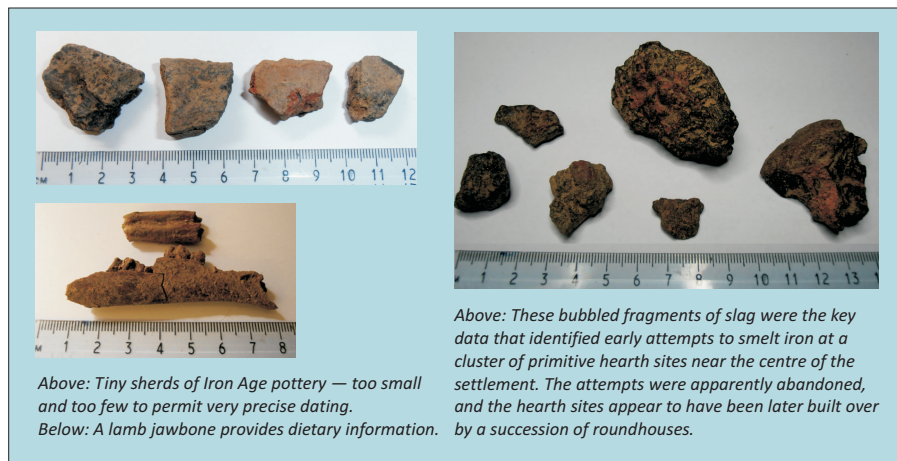 CM 1 2 3 4 5 6 7 8 9 10 11 12
1 2 3 4 5 6 7 8
Above: Tiny sherds of Iron Age pottery — too small
and too few to permit very precise dating.
Below: A lamb jawbone provides dietary information.
1 2 3 4 5 6 7 8 9 10 11 12 13
Above: These bubbled fragments of slag were the key
data that identified early attempts to smelt iron at a
cluster of primitive hearth sites near the centre of the
settlement. The attempts were apparently abandoned,
and the hearth sites appear to have been later built over
by a succession of roundhouses.